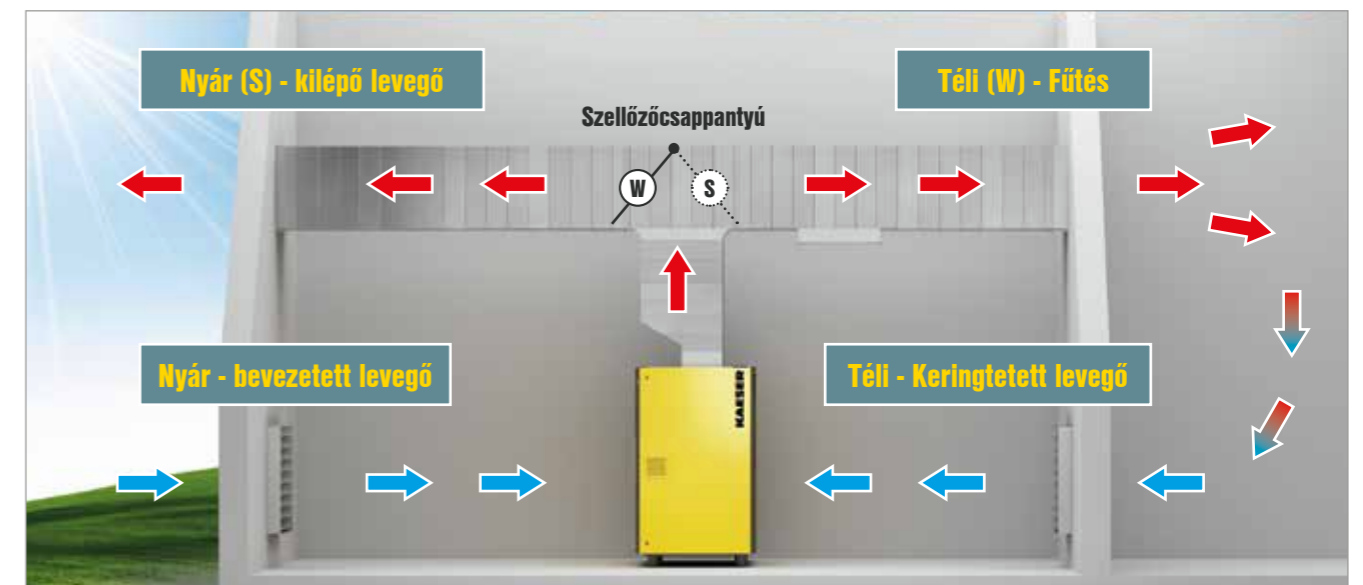 Nyár (S) - kilépő levegő
Téli (W) - Fűtés
Szellőzőcsappantyú
W
S
Nyár - bevezetett levegő
Téli - Keringtetett levegő
KAESER